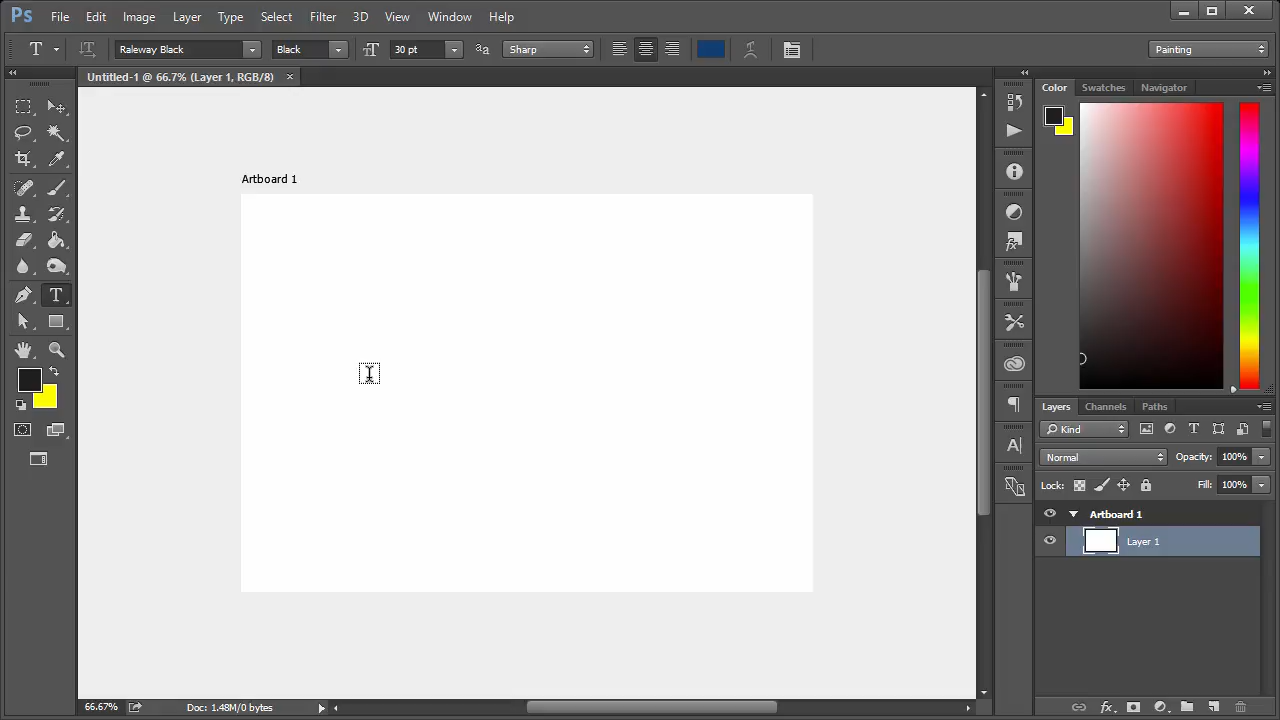 Ps File Edit Image Layer Type Select Filter 3D View Window Help
T Raleway Black Black 30 pt Sharp Painting
Untitled-1 @ 66.7% (Layer 1, RGB/8)
Color Swatches Navigator
Artboard 1
Layers Channels Paths
Kind
Normal Opacity: 100%
Lock: Fill: 100%
Artboard 1
Layer 1
66.67% Doc: 1.48M/0 bytes